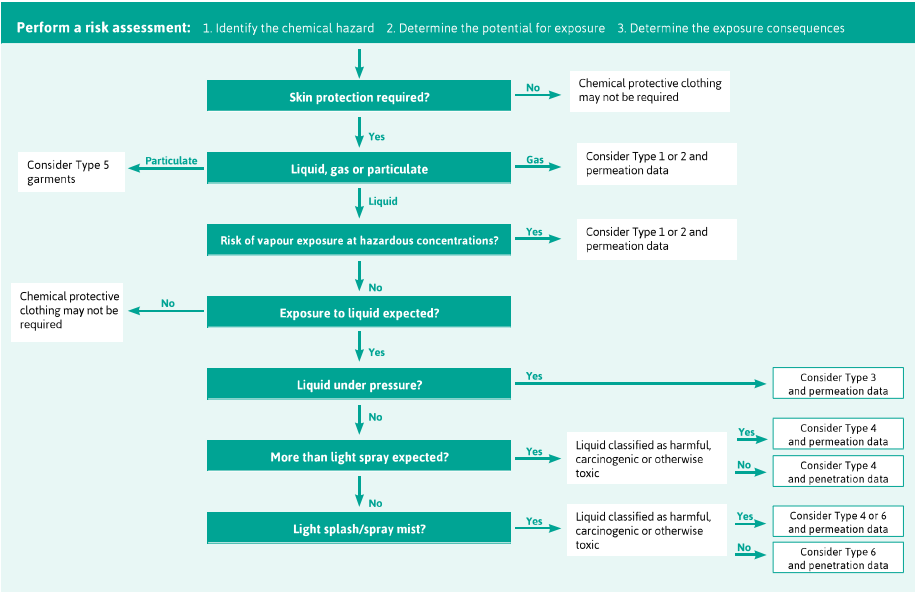 Perform a risk assessment: 1. Identify the chemical hazard 2. Determine the potential for exposure 3. Determine the exposure consequences
Skin protection required?
No
Chemical protective clothing
may not be required
Yes
Liquid, gas or particulate
Particulate
Consider Type 5
garments
Gas
Consider Type 1 or 2 and
permeation data
Liquid
Risk of vapour exposure at hazardous concentrations?
Yes
Consider Type 1 or 2 and
permeation data
No
Exposure to liquid expected?
No
Chemical protective
clothing may not be
required
Yes
Liquid under pressure?
Yes
Consider Type 3
and permeation data
No
More than light spray expected?
Yes
Liquid classified as harmful,
carcinogenic or otherwise
toxic
Yes
Consider Type 4
and permeation data
No
Consider Type 4
and penetration data
No
Light splash/spray mist?
Yes
Liquid classified as harmful,
carcinogenic or otherwise
toxic
Yes
Consider Type 4 or 6
and permeation data
No
Consider Type 6
and penetration data